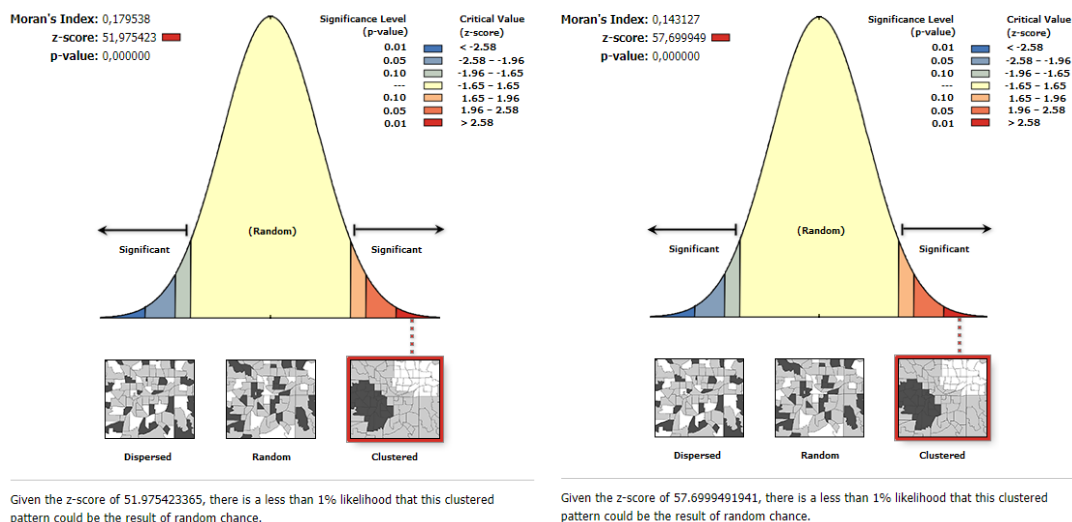 Moran's Index: 0,179538
z-score: 51,975423
p-value: 0,000000
Significance Level
(p-value)
Critical Value
(z-score)
0.01 < -2.58
0.05 -2.58 – -1.96
0.10 -1.96 – -1.65
--- -1.65 – 1.65
0.10 1.65 – 1.96
0.05 1.96 – 2.58
0.01 > 2.58
(Random)
Significant
Significant
Dispersed
Random
Clustered
Given the z-score of 51.975423365, there is a less than 1% likelihood that this clustered
pattern could be the result of random chance.
Moran's Index: 0,143127
z-score: 57,699949
p-value: 0,000000
Significance Level
(p-value)
Critical Value
(z-score)
0.01 < -2.58
0.05 -2.58 – -1.96
0.10 -1.96 – -1.65
--- -1.65 – 1.65
0.10 1.65 – 1.96
0.05 1.96 – 2.58
0.01 > 2.58
(Random)
Significant
Significant
Dispersed
Random
Clustered
Given the z-score of 57.6999491941, there is a less than 1% likelihood that this clustered
pattern could be the result of random chance.